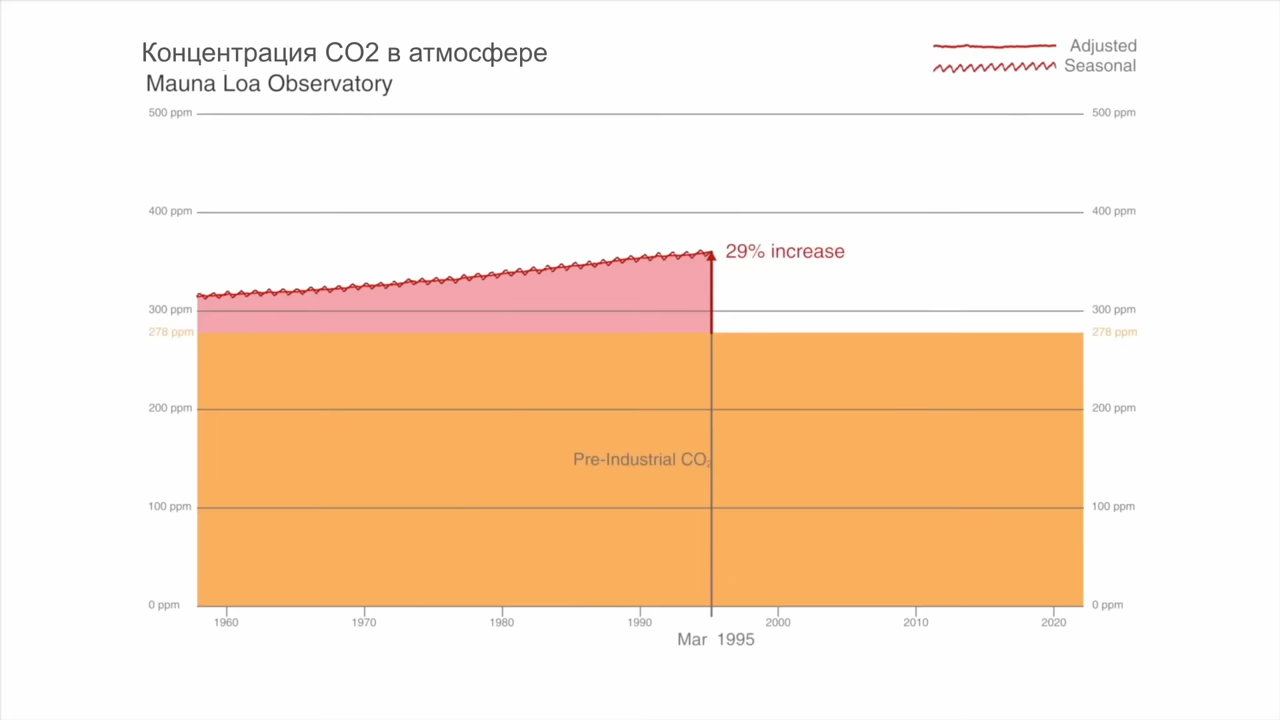 Концентрация CO2 в атмосфере
Mauna Loa Observatory
Adjusted
Seasonal
500 ppm 500 ppm
400 ppm 400 ppm
29% increase
300 ppm 300 ppm
278 ppm 278 ppm
200 ppm 200 ppm
Pre-Industrial CO₂
100 ppm 100 ppm
0 ppm 0 ppm
1960 1970 1980 1990 2000 2010 2020
Mar 1995